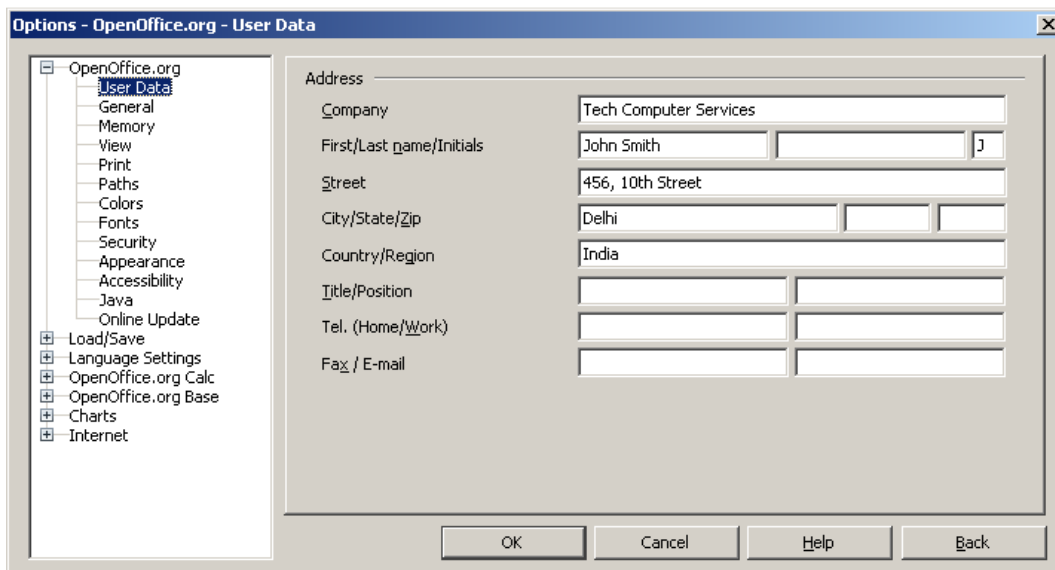 Options - OpenOffice.org - User Data
OpenOffice.org
User Data
General
Memory
View
Print
Paths
Colors
Fonts
Security
Appearance
Accessibility
Java
Online Update
Load/Save
Language Settings
OpenOffice.org Calc
OpenOffice.org Base
Charts
Internet
Address
Company Tech Computer Services
First/Last name/Initials John Smith J
Street 456, 10th Street
City/State/Zip Delhi
Country/Region India
Title/Position
Tel. (Home/Work)
Fax / E-mail
OK Cancel Help Back